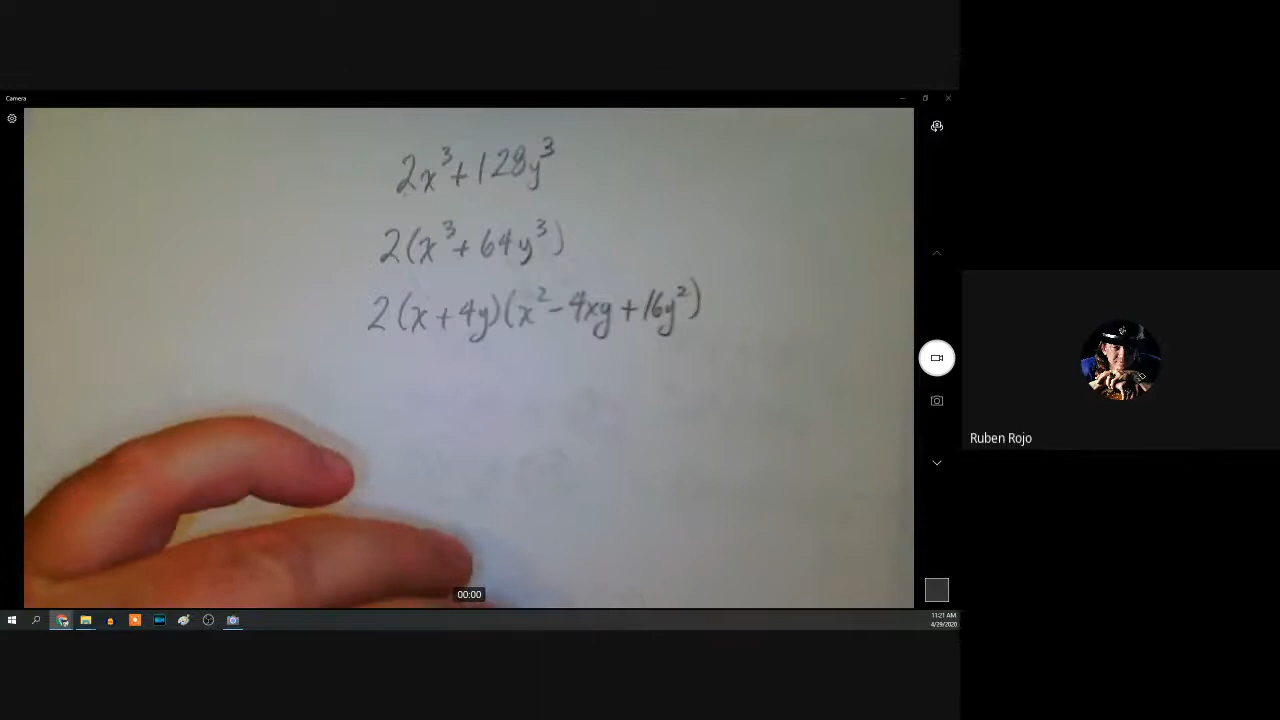 Camera
2x³+128y³
2(x³+64y³)
2(x+4y)(x²-4xy+16y²)
Ruben Rojo
00:00
11:21 AM
4/29/2020